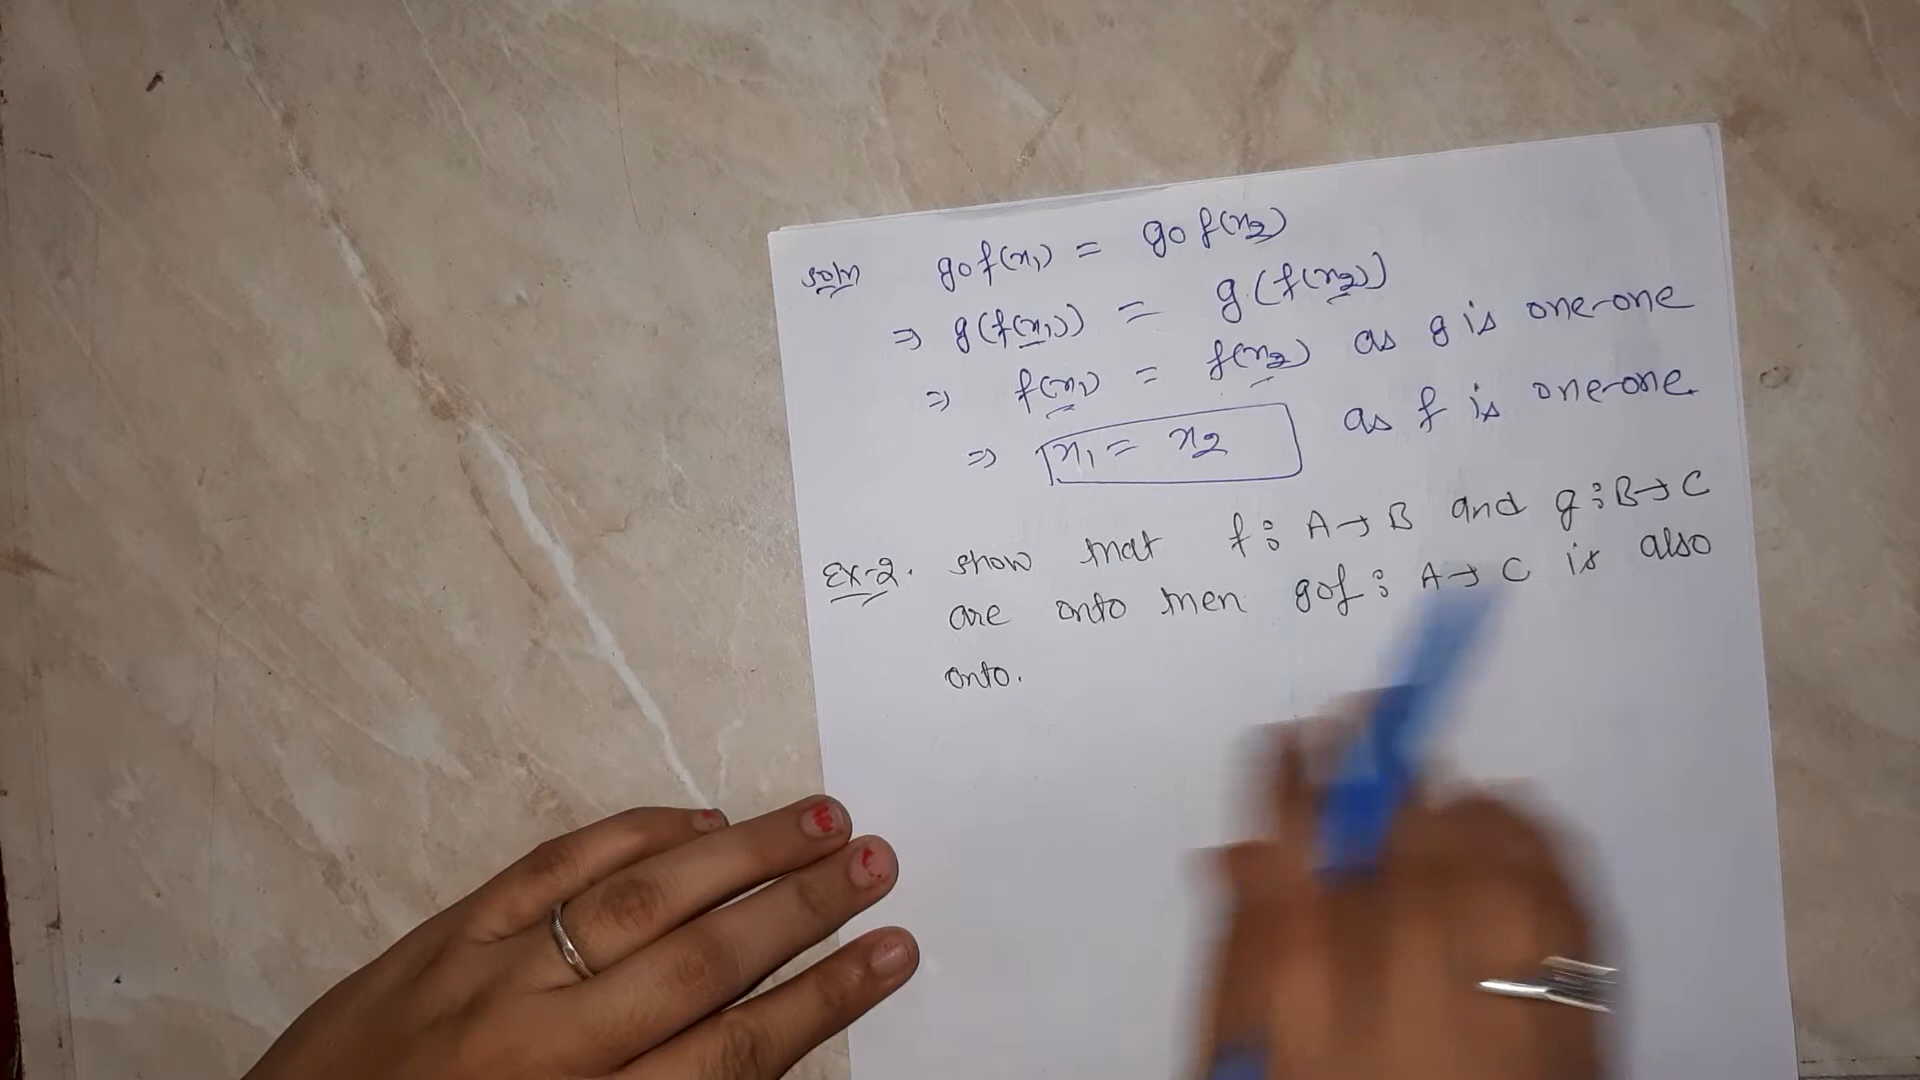 soln gof(x₁) = gof(x₂)
⇒ g(f(x₁)) = g(f(x₂))
⇒ f(x₁) = f(x₂) as g is one-one
⇒ x₁ = x₂ as f is one-one.
Ex-2. show that f : A → B and g : B → C
are onto then gof : A → C is also
onto.